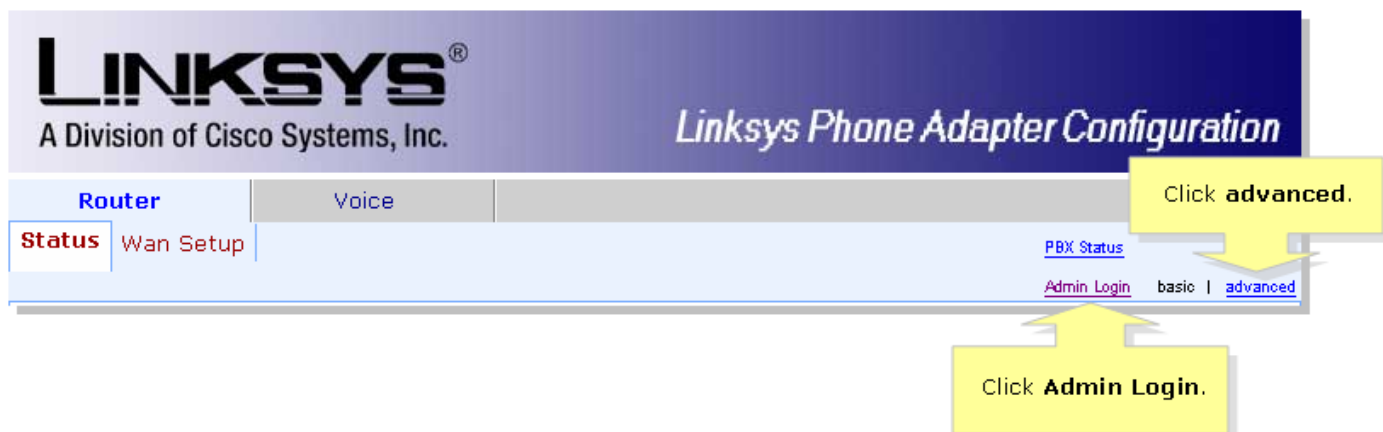 LINKSYS®
A Division of Cisco Systems, Inc.
Linksys Phone Adapter Configuration
Router Voice
Click advanced.
Status Wan Setup
PBX Status
Admin Login basic | advanced
Click Admin Login.